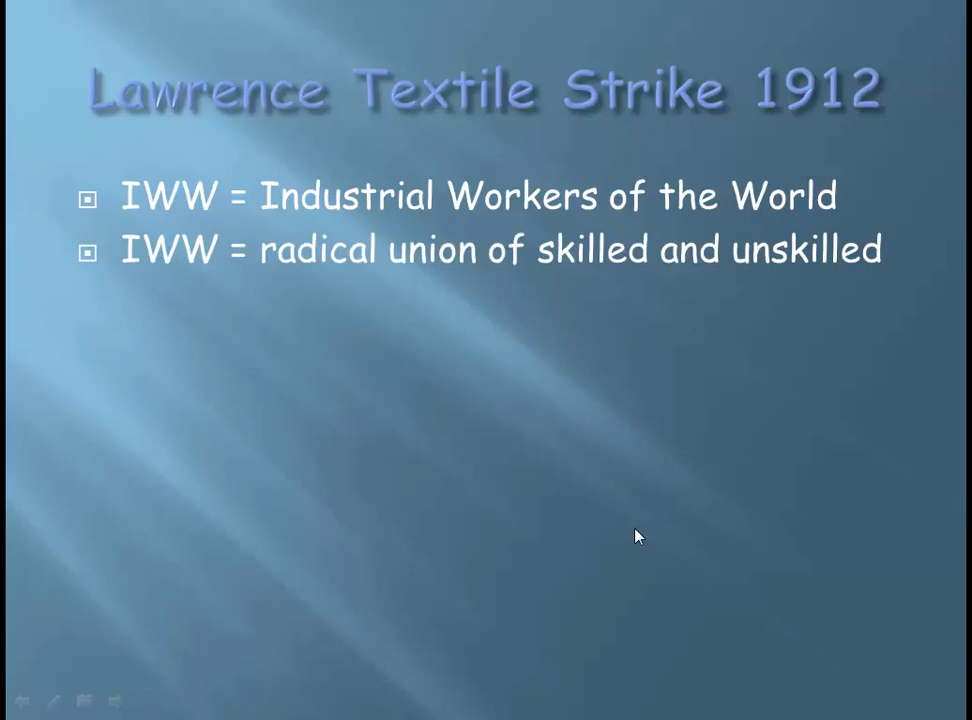 Lawrence Textile Strike 1912
IWW = Industrial Workers of the World
IWW = radical union of skilled and unskilled